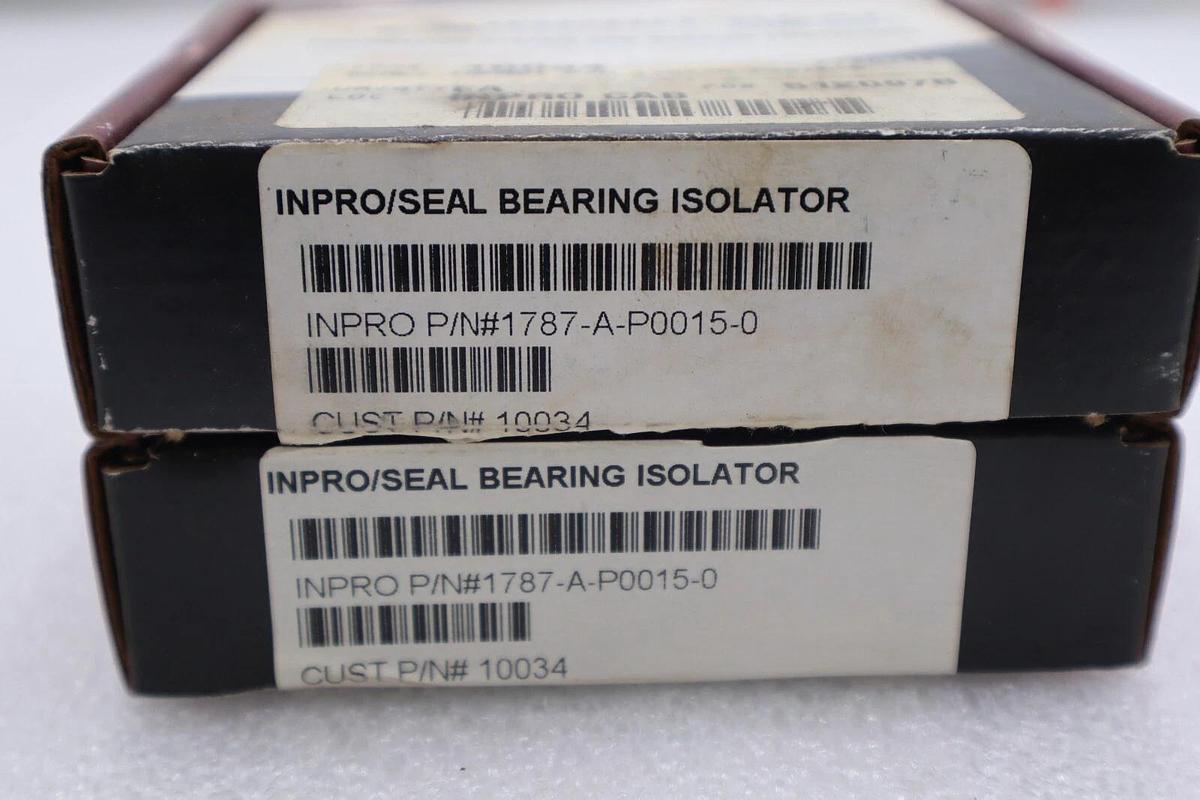 INPRO/SEAL BEARING ISOLATOR
INPRO P/N#1787-A-P0015-0
CUST P/N# 10034
INPRO/SEAL BEARING ISOLATOR
INPRO P/N#1787-A-P0015-0
CUST P/N# 10034